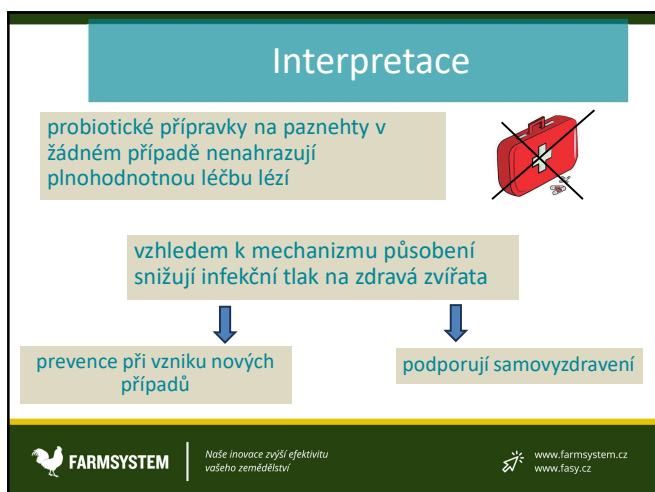 Interpretace
probiotické přípravky na paznehty v
žádném případě nenahrazují
plnohodnotnou léčbu lézí
vzhledem k mechanizmu působení
snižují infekční tlak na zdravá zvířata
prevence při vzniku nových
případů
podporují samovyzdravení
FARMSYSTEM
Naše inovace zvýší efektivitu
vašeho zemědělství
www.farmsystem.cz
www.fasy.cz